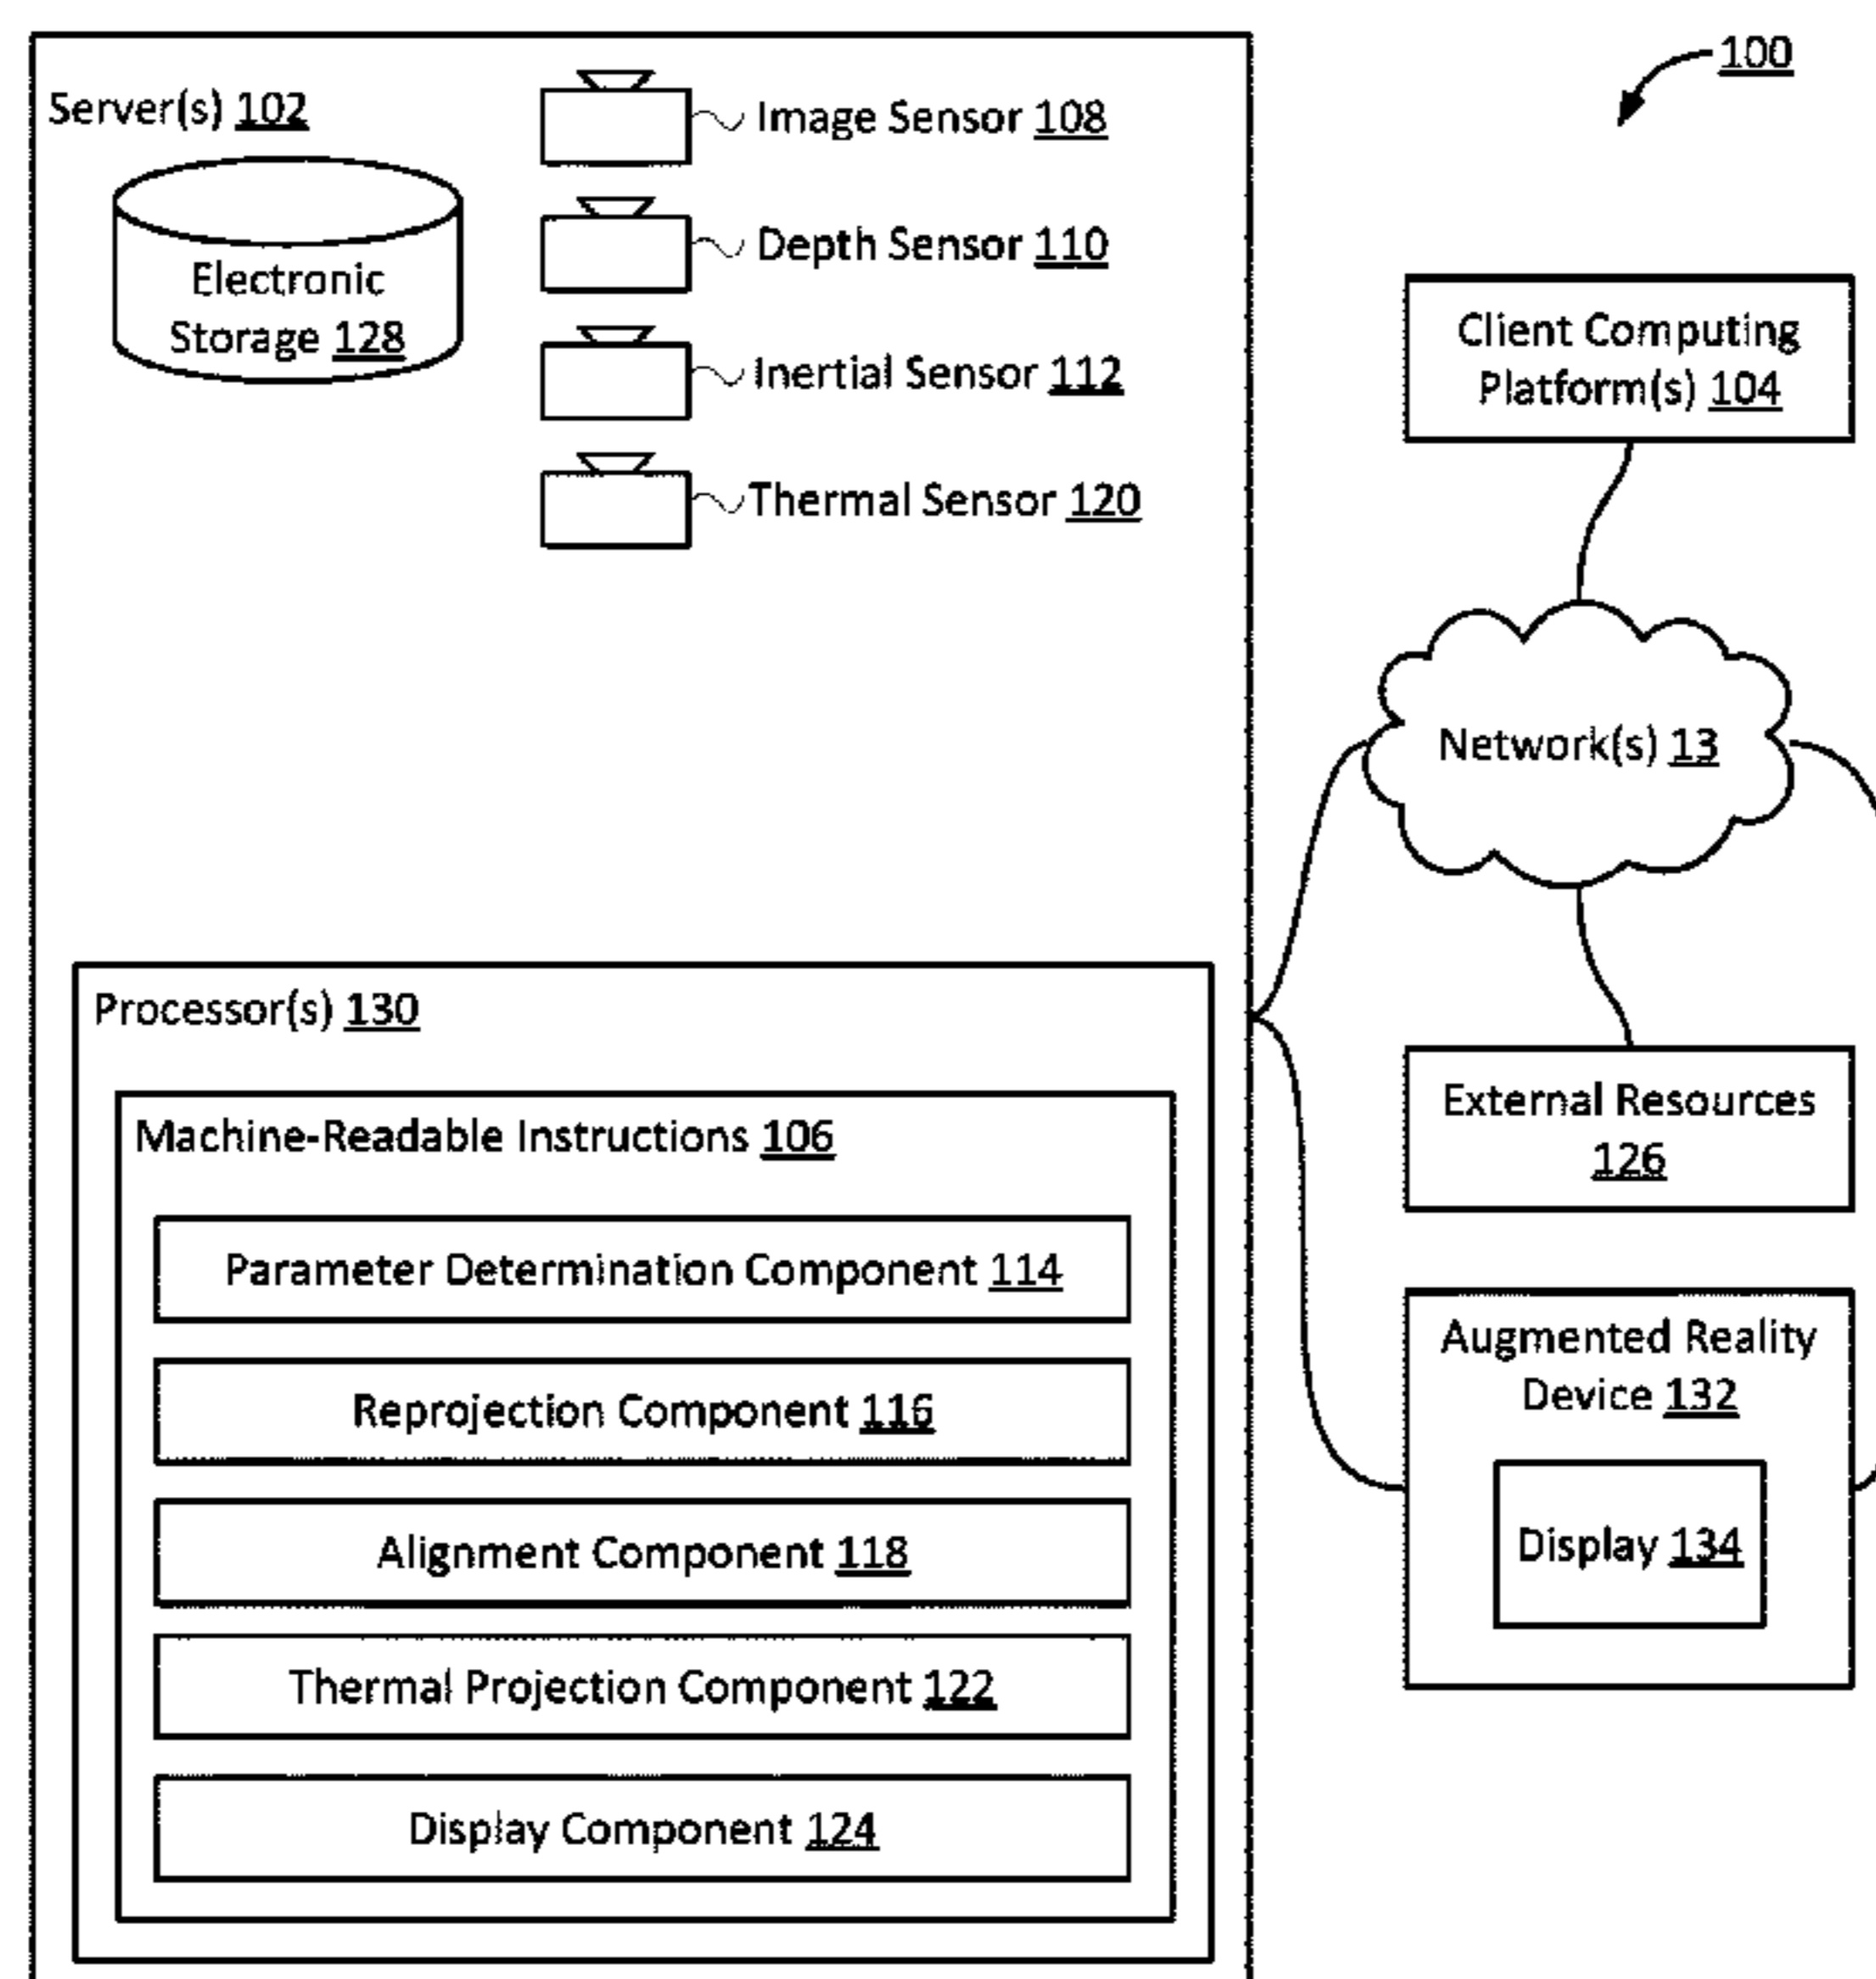 100
Server(s) 102
Electronic
Storage 128
Image Sensor 108
Depth Sensor 110
Inertial Sensor 112
Thermal Sensor 120
Client Computing
Platform(s) 104
Network(s) 13
External Resources
126
Augmented Reality
Device 132
Display 134
Processor(s) 130
Machine-Readable Instructions 106
Parameter Determination Component 114
Reprojection Component 116
Alignment Component 118
Thermal Projection Component 122
Display Component 124